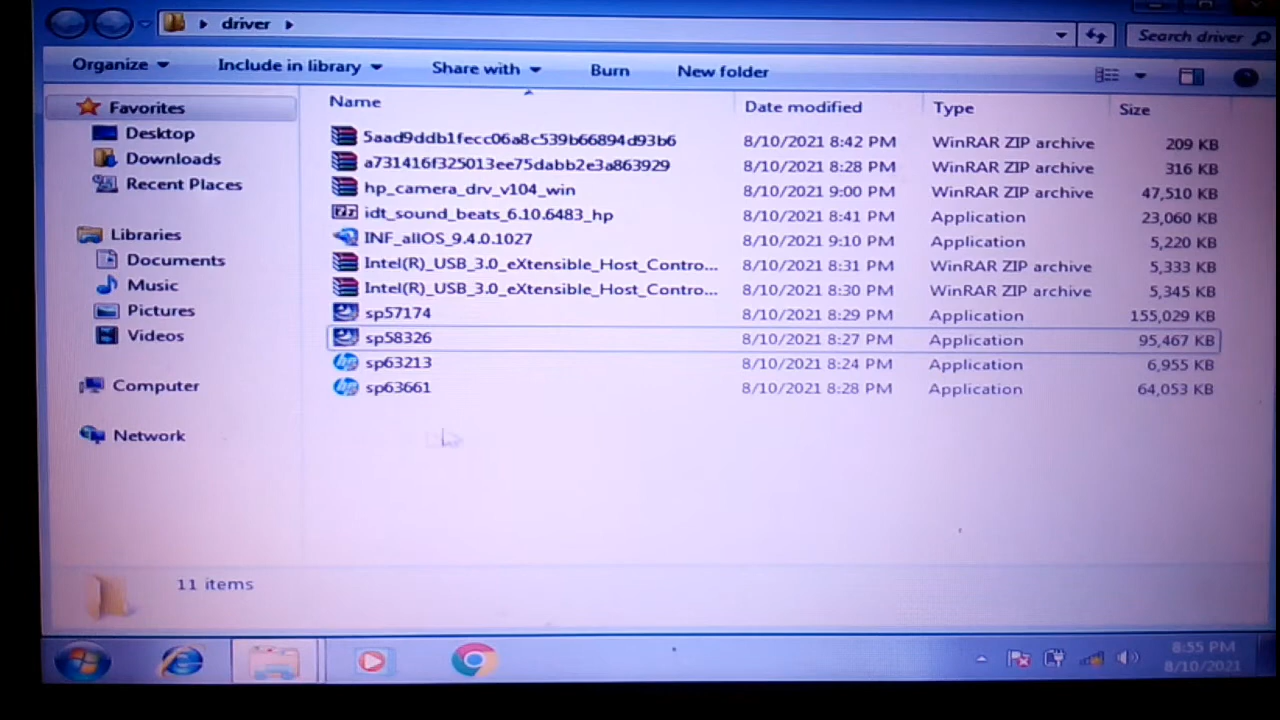 driver
Search driver
Organize
Include in library
Share with
Burn
New folder
Favorites
Desktop
Downloads
Recent Places
Libraries
Documents
Music
Pictures
Videos
Computer
Network
Name Date modified Type Size
5aad9ddb1fecc06a8c539b66894d93b6 8/10/2021 8:42 PM WinRAR ZIP archive 209 KB
a731416f325013ee75dabb2e3a863929 8/10/2021 8:28 PM WinRAR ZIP archive 316 KB
hp_camera_drv_v104_win 8/10/2021 9:00 PM WinRAR ZIP archive 47,510 KB
idt_sound_beats_6.10.6483_hp 8/10/2021 8:41 PM Application 23,060 KB
INF_allOS_9.4.0.1027 8/10/2021 9:10 PM Application 5,220 KB
Intel(R)_USB_3.0_eXtensible_Host_Contro... 8/10/2021 8:31 PM WinRAR ZIP archive 5,333 KB
Intel(R)_USB_3.0_eXtensible_Host_Contro... 8/10/2021 8:30 PM WinRAR ZIP archive 5,345 KB
sp57174 8/10/2021 8:29 PM Application 155,029 KB
sp58326 8/10/2021 8:27 PM Application 95,467 KB
sp63213 8/10/2021 8:24 PM Application 6,955 KB
sp63661 8/10/2021 8:28 PM Application 64,053 KB
11 items
8:55 PM
8/10/2021